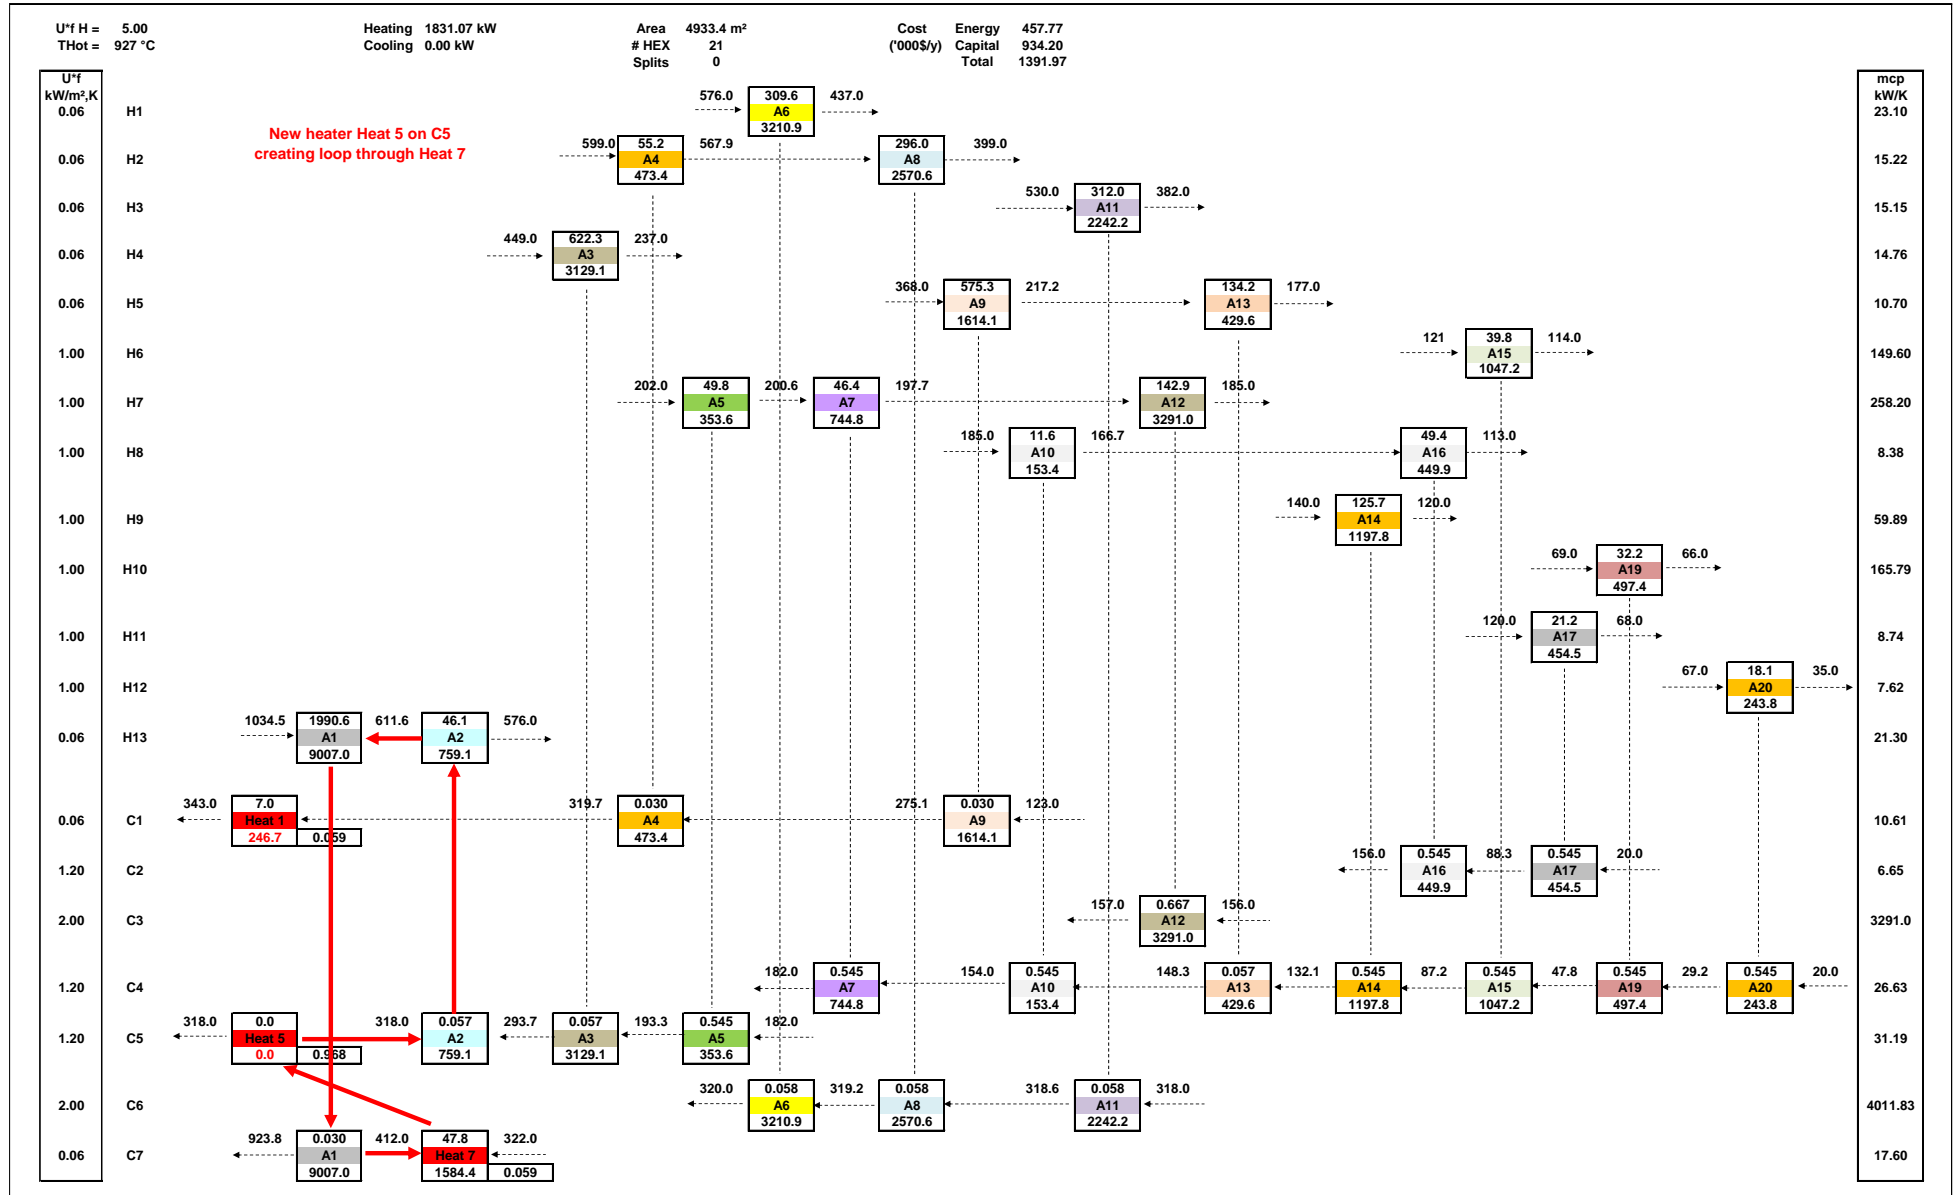 U*f H = 5.00 Heating 1831.07 kW Area 4933.4 m² Cost Energy 457.77
THot = 927 °C Cooling 0.00 kW # HEX 21 ('000$/y) Capital 934.20
Splits 0 Total 1391.97
U*f mcp
kW/m²,K kW/K
576.0 309.6 437.0
0.06 H1 A6 23.10
3210.9
New heater Heat 5 on C5
creating loop through Heat 7
599.0 55.2 567.9 296.0 399.0
0.06 H2 A4 A8 15.22
473.4 2570.6
530.0 312.0 382.0
0.06 H3 A11 15.15
2242.2
449.0 622.3 237.0
0.06 H4 A3 14.76
3129.1
368.0 575.3 217.2 134.2 177.0
0.06 H5 A9 A13 10.70
1614.1 429.6
121 39.8 114.0
1.00 H6 A15 149.60
1047.2
202.0 49.8 200.6 46.4 197.7 142.9 185.0
1.00 H7 A5 A7 A12 258.20
353.6 744.8 3291.0
185.0 11.6 166.7 49.4 113.0
1.00 H8 A10 A16 8.38
153.4 449.9
140.0 125.7 120.0
1.00 H9 A14 59.89
1197.8
69.0 32.2 66.0
1.00 H10 A19 165.79
497.4
120.0 21.2 68.0
1.00 H11 A17 8.74
454.5
67.0 18.1 35.0
1.00 H12 A20 7.62
243.8
1034.5 1990.6 611.6 46.1 576.0
0.06 H13 A1 A2 21.30
9007.0 759.1
343.0 7.0 319.7 0.030 275.1 0.030 123.0
0.06 C1 Heat 1 A4 A9 10.61
246.7 0.059 473.4 1614.1
156.0 0.545 88.3 0.545 20.0
1.20 C2 A16 A17 6.65
449.9 454.5
157.0 0.667 156.0
2.00 C3 A12 3291.0
3291.0
182.0 0.545 154.0 0.545 148.3 0.057 132.1 0.545 87.2 0.545 47.8 0.545 29.2 0.545 20.0
1.20 C4 A7 A10 A13 A14 A15 A19 A20 26.63
744.8 153.4 429.6 1197.8 1047.2 497.4 243.8
318.0 0.0 318.0 0.057 293.7 0.057 193.3 0.545 182.0
1.20 C5 Heat 5 A2 A3 A5 31.19
0.0 0.968 759.1 3129.1 353.6
320.0 0.058 319.2 0.058 318.6 0.058 318.0
2.00 C6 A6 A8 A11 4011.83
3210.9 2570.6 2242.2
923.8 0.030 412.0 47.8 322.0
0.06 C7 A1 Heat 7 17.60
9007.0 1584.4 0.059